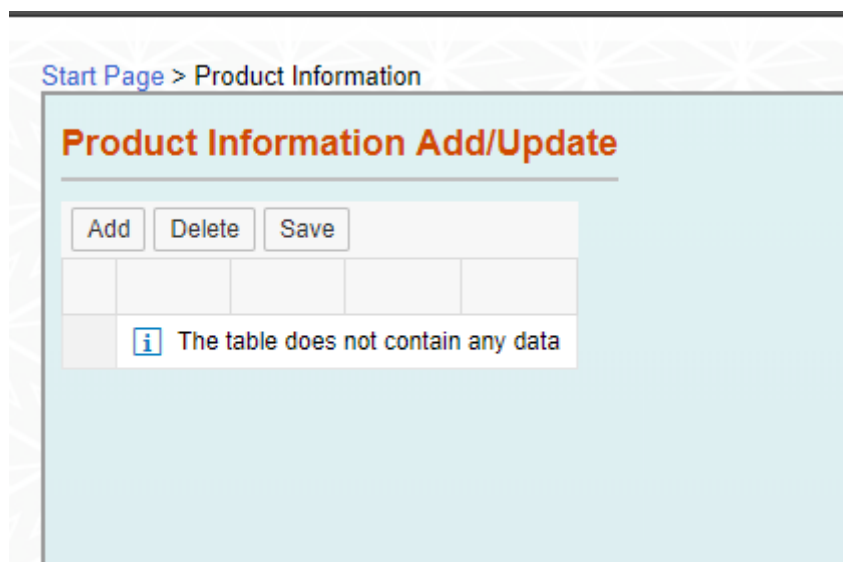 Start Page > Product Information
Product Information Add/Update
Add Delete Save
i The table does not contain any data